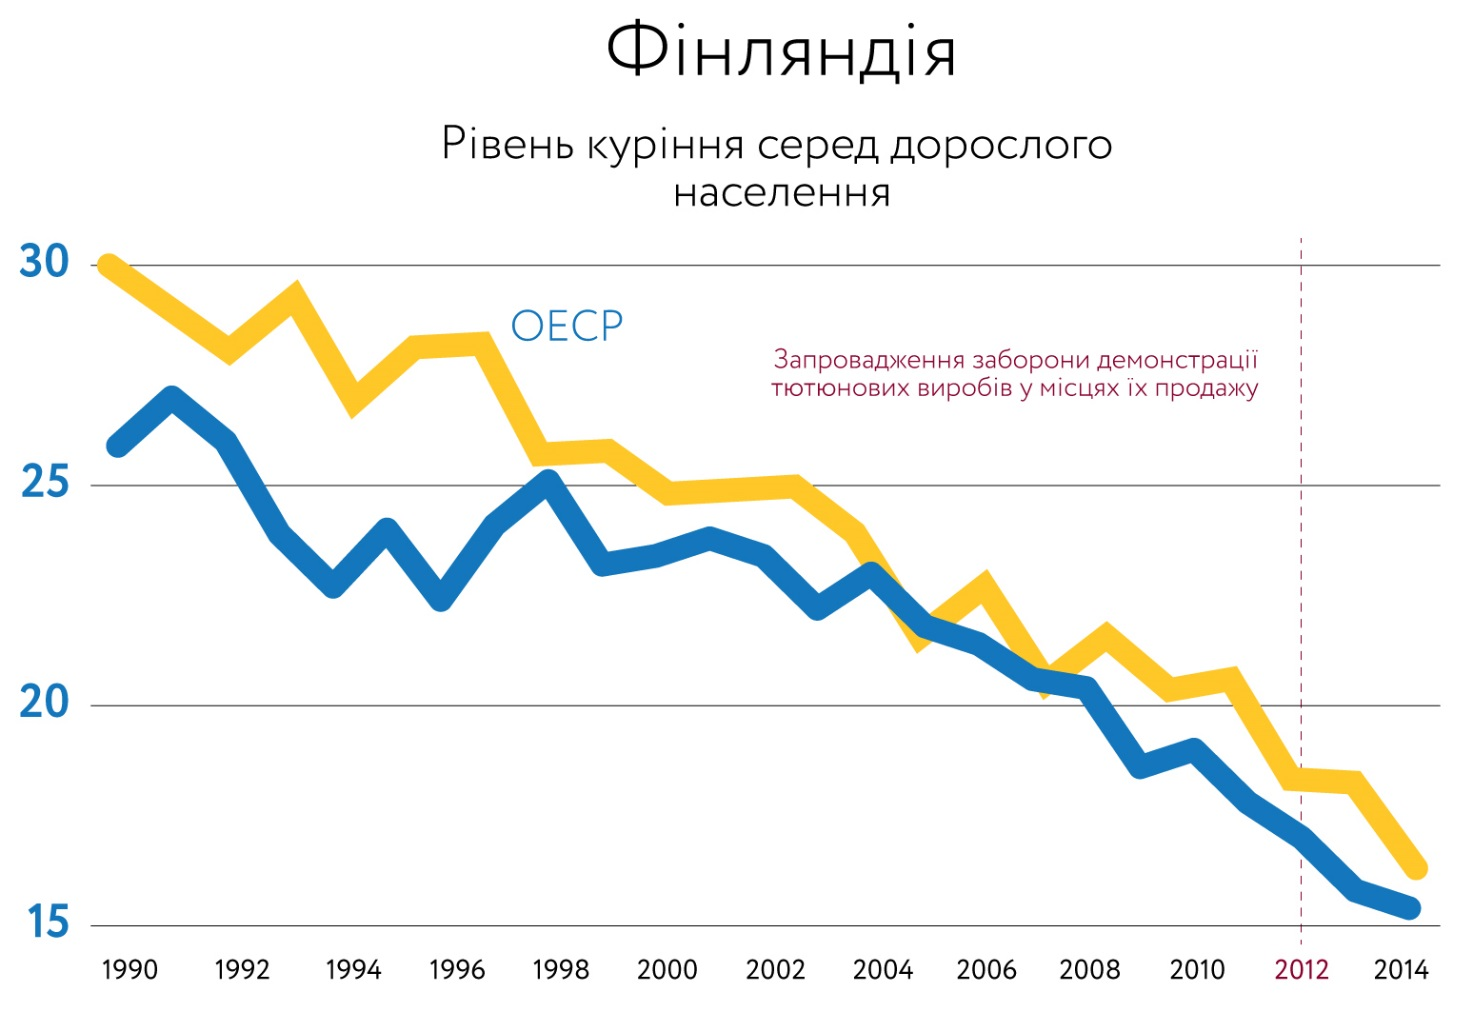 Фінляндія
Рівень куріння серед дорослого
населення
30
ОЕСР
Запровадження заборони демонстрації
тютюнових виробів у місцях їх продажу
25
20
15
1990 1992 1994 1996 1998 2000 2002 2004 2006 2008 2010 2012 2014